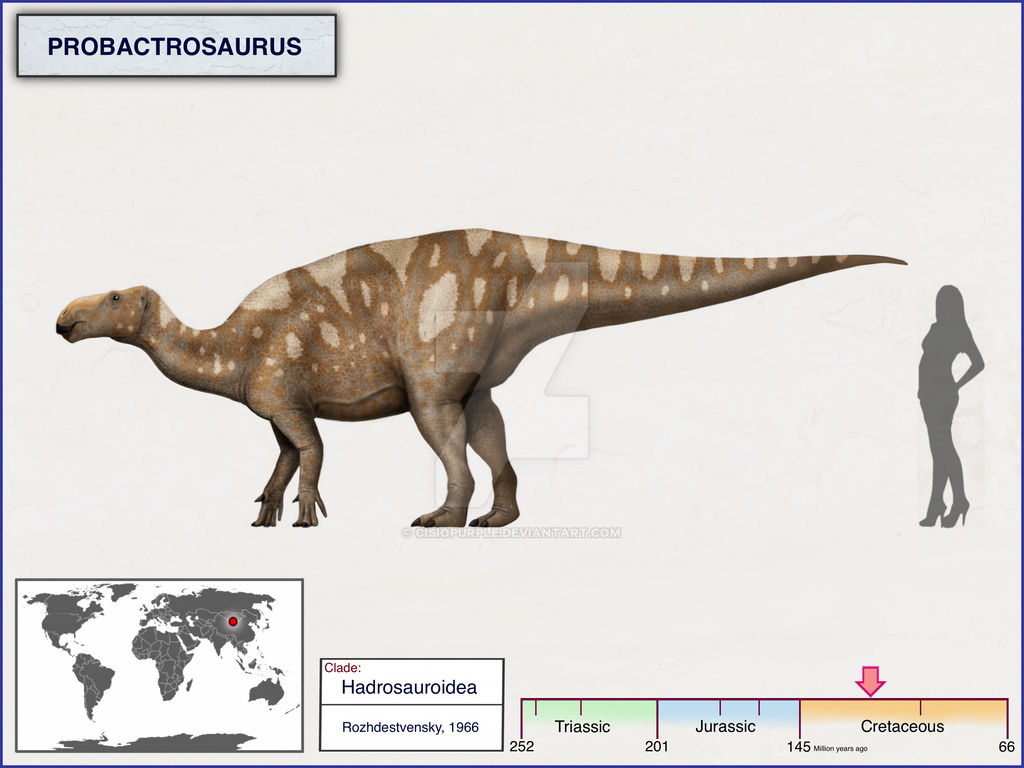 PROBACTROSAURUS
© CISIOPURPLE.DEVIANTART.COM
Clade:
Hadrosauroidea
Rozhdestvensky, 1966
Triassic
Jurassic
Cretaceous
252
201
145 Million years ago
66